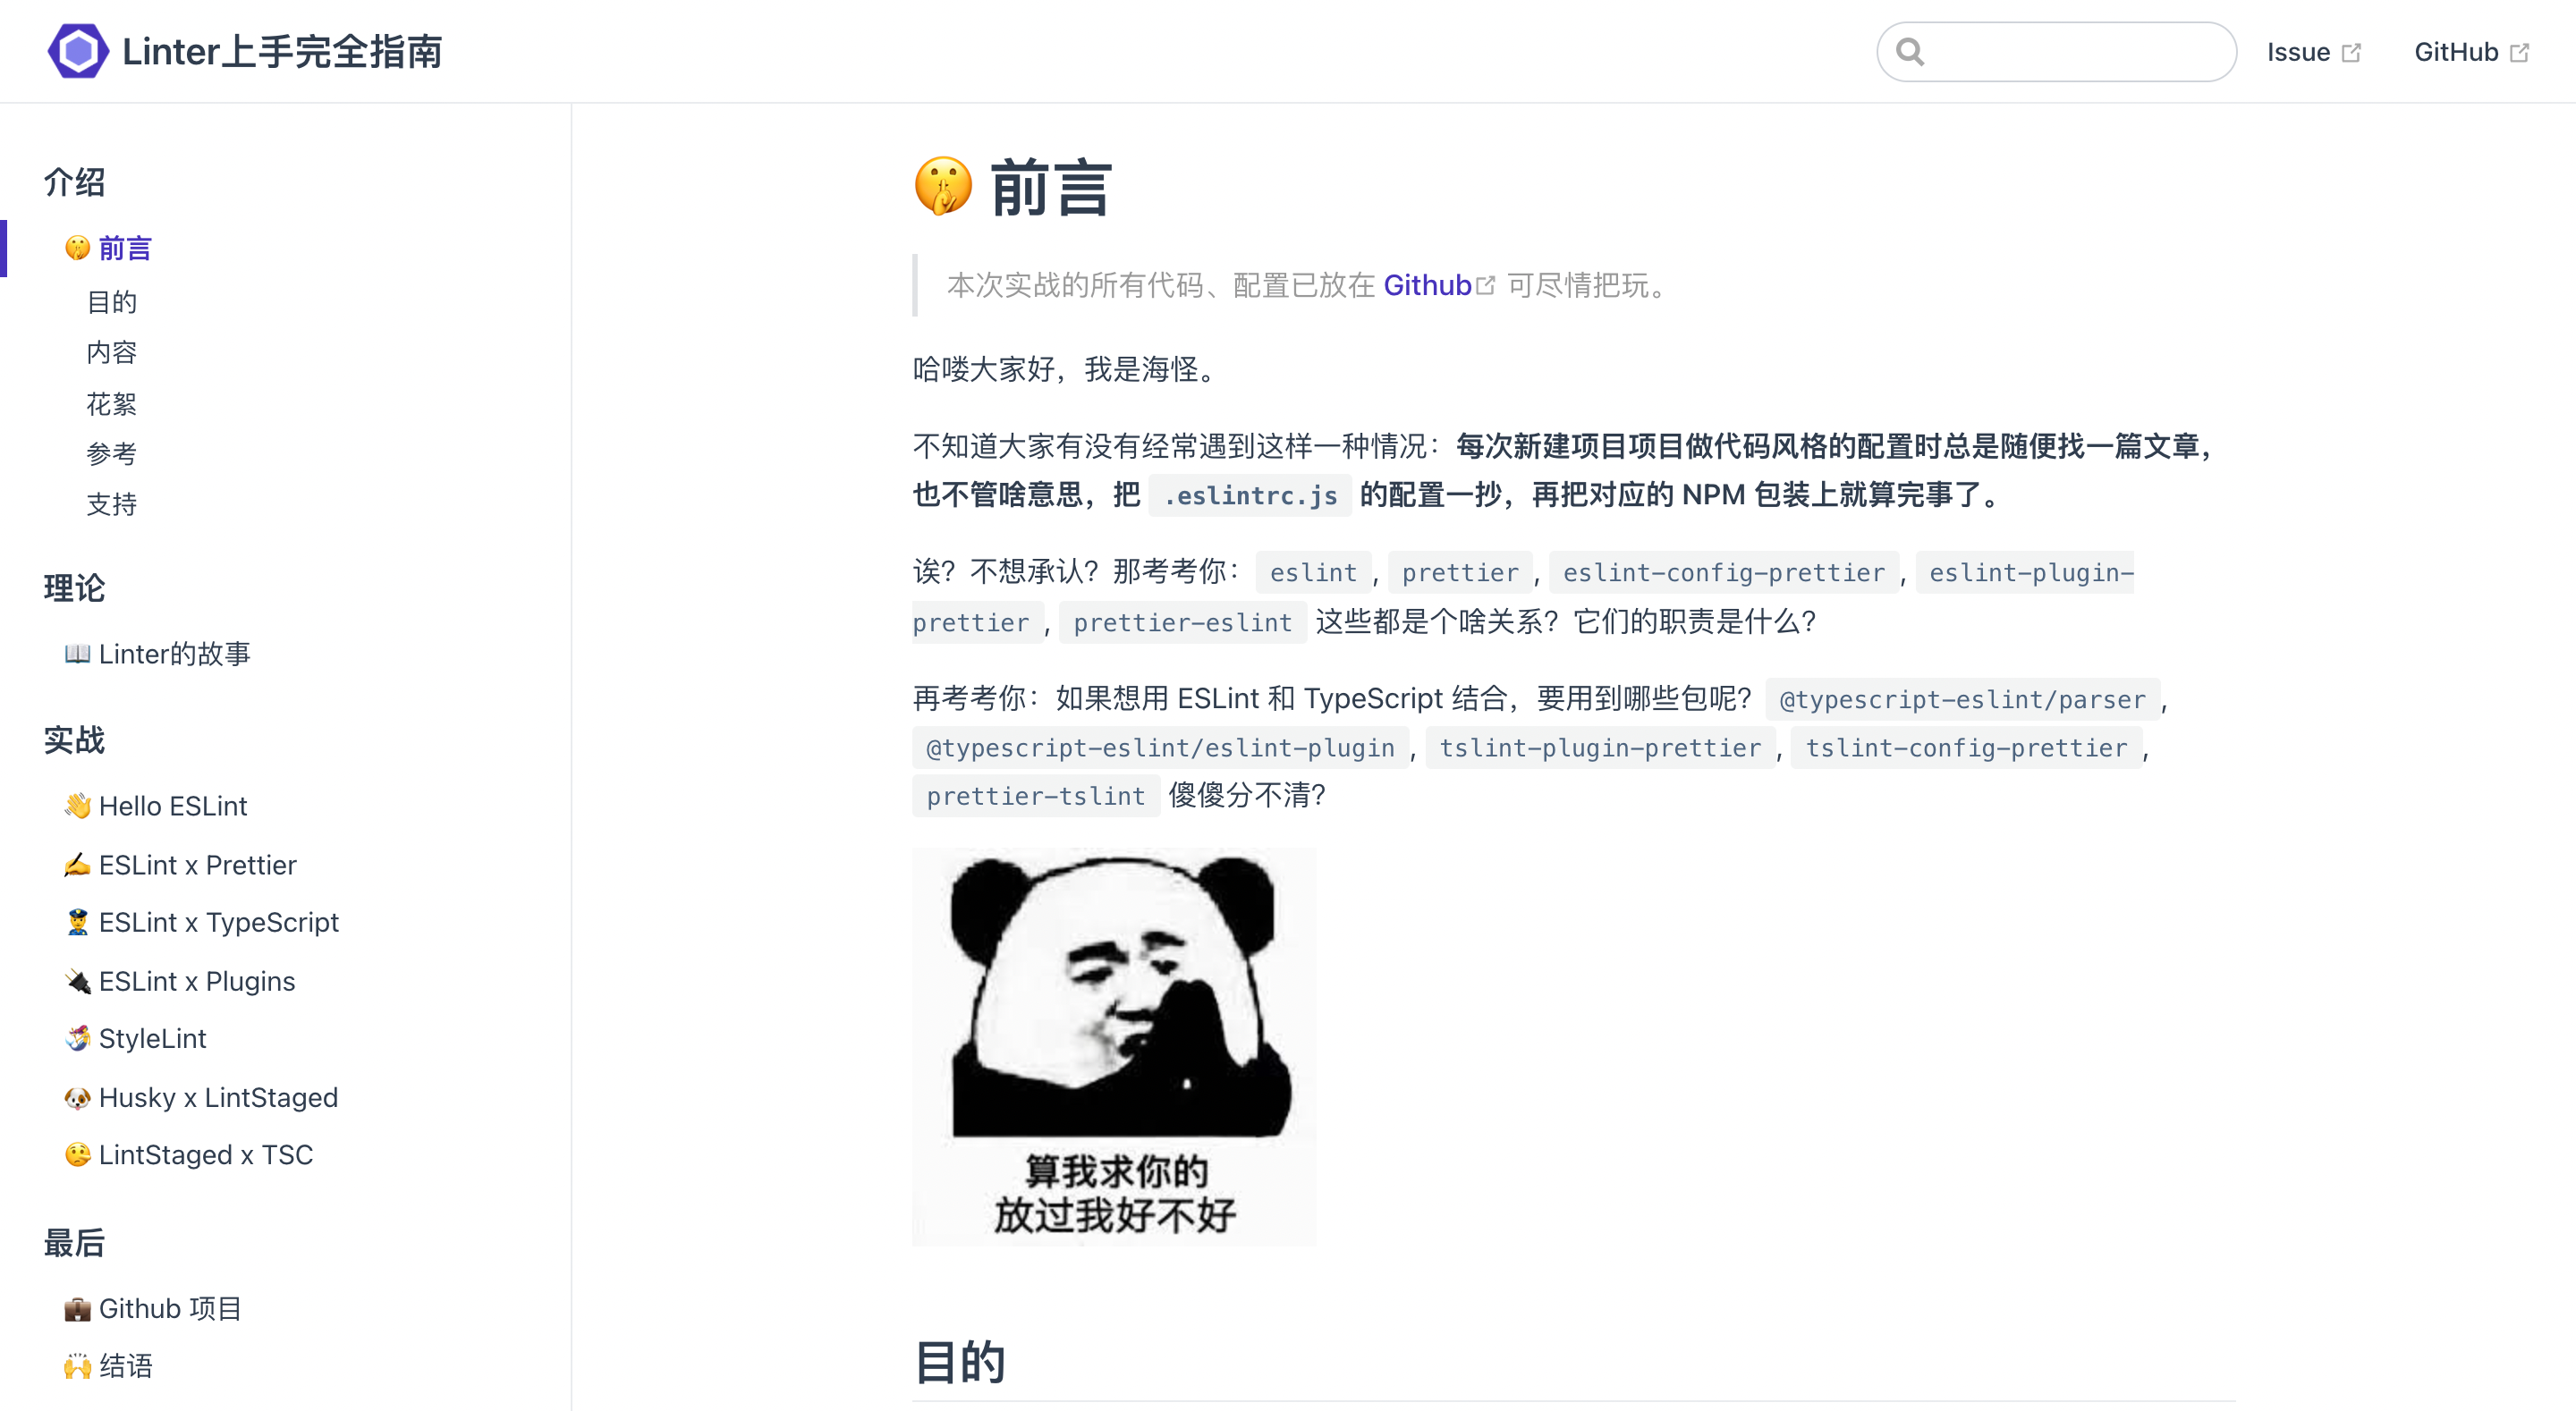 Linter上手完全指南
Issue
GitHub
介绍
🤫 前言
目的
内容
花絮
参考
支持
理论
📖 Linter的故事
实战
👋 Hello ESLint
✍️ ESLint x Prettier
👮 ESLint x TypeScript
🔌 ESLint x Plugins
StyleLint
🐶 Husky x LintStaged
🤥 LintStaged x TSC
最后
💼 Github 项目
🙌 结语
🤫 前言
本次实战的所有代码、配置已放在 Github 可尽情把玩。
哈喽大家好，我是海怪。
不知道大家有没有经常遇到这样一种情况：每次新建项目项目做代码风格的配置时总是随便找一篇文章，
也不管啥意思，把 .eslintrc.js 的配置一抄，再把对应的 NPM 包装上就算完事了。
诶？不想承认？那考考你： eslint , prettier , eslint-config-prettier , eslint-plugin-
prettier , prettier-eslint 这些都是个啥关系？它们的职责是什么？
再考考你：如果想用 ESLint 和 TypeScript 结合，要用到哪些包呢？ @typescript-eslint/parser ,
@typescript-eslint/eslint-plugin , tslint-plugin-prettier , tslint-config-prettier ,
prettier-tslint 傻傻分不清？
算我求你的
放过我好不好
目的